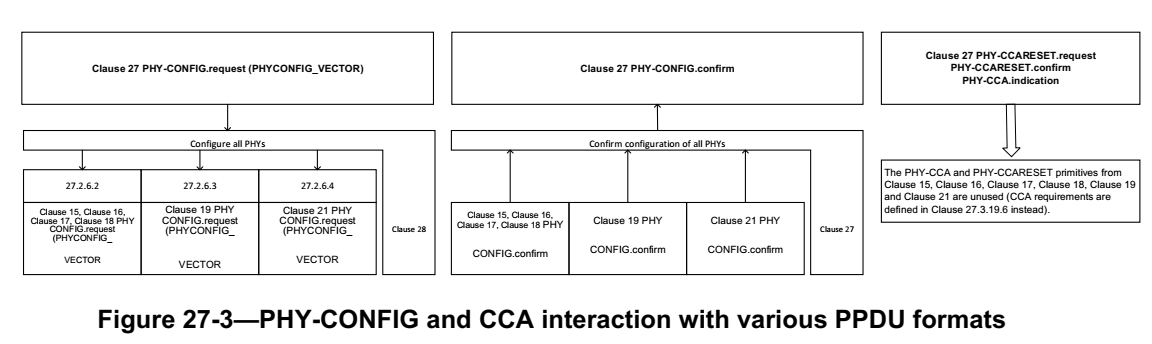 Clause 27 PHY-CONFIG.request (PHYCONFIG_VECTOR)
Configure all PHYs
27.2.6.2
27.2.6.3
27.2.6.4
Clause 15, Clause 16,
Clause 17, Clause 18 PHY
CONFIG.request
(PHYCONFIG_
VECTOR
Clause 19 PHY
CONFIG.request
(PHYCONFIG_
VECTOR
Clause 21 PHY
CONFIG.request
(PHYCONFIG_
VECTOR
Clause 28
Clause 27 PHY-CONFIG.confirm
Confirm configuration of all PHYs
Clause 15, Clause 16,
Clause 17, Clause 18 PHY
CONFIG.confirm
Clause 19 PHY
CONFIG.confirm
Clause 21 PHY
CONFIG.confirm
Clause 27
Clause 27 PHY-CCARESET.request
PHY-CCARESET.confirm
PHY-CCA.indication
The PHY-CCA and PHY-CCARESET primitives from
Clause 15, Clause 16, Clause 17, Clause 18, Clause 19
and Clause 21 are unused (CCA requirements are
defined in Clause 27.3.19.6 instead).
Figure 27-3—PHY-CONFIG and CCA interaction with various PPDU formats